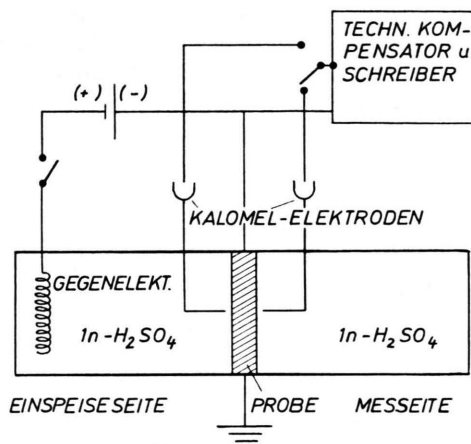 TECHN. KOM-
PENSATOR u
SCHREIBER
(+) (-)
KALOMEL-ELEKTRODEN
GEGENELEKT.
1n-H₂SO₄ 1n-H₂SO₄
EINSPEISESEITE PROBE MESSEITE